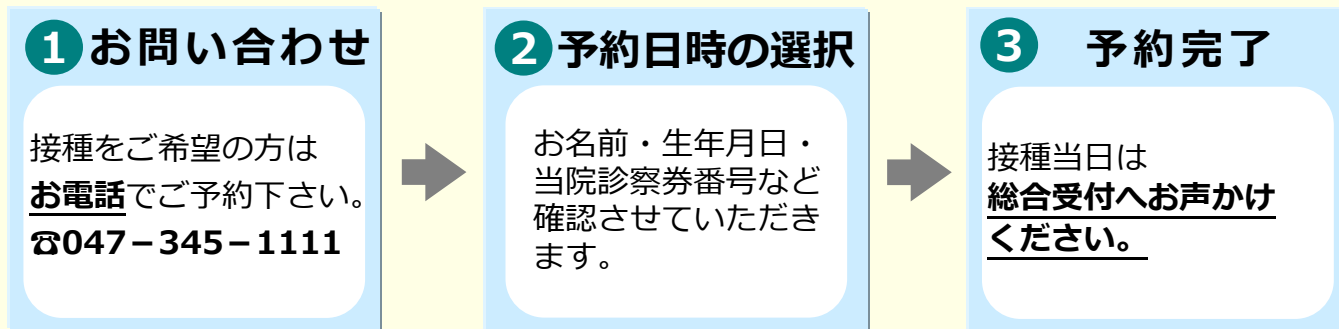 ❶お問い合わせ
接種をご希望の方は
お電話でご予約下さい。
☎047－345－1111
❷予約日時の選択
お名前・生年月日・
当院診察券番号など
確認させていただき
ます。
❸ 予約完了
接種当日は
総合受付へお声かけ
ください。